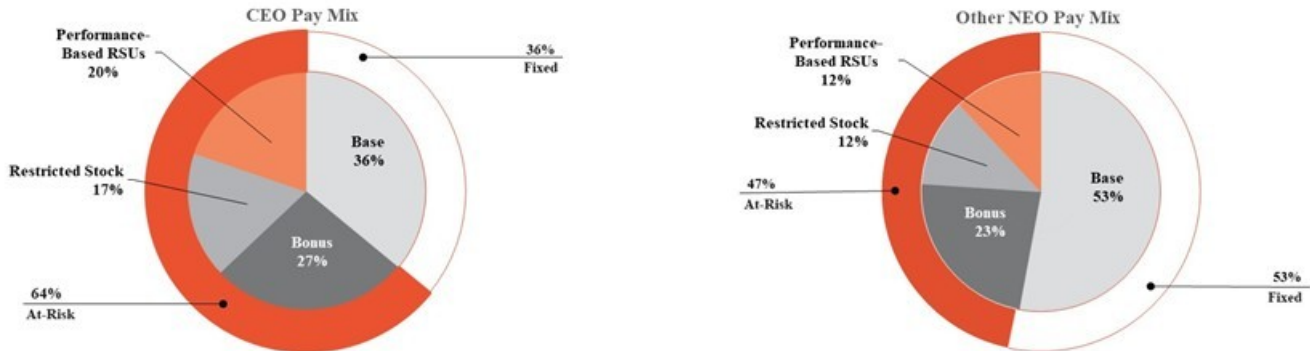 CEO Pay Mix
Performance-
Based RSUs
20%
36%
Fixed
Base
36%
Restricted Stock
17%
Bonus
27%
64%
At-Risk
Other NEO Pay Mix
Performance-
Based RSUs
12%
Restricted Stock
12%
47%
At-Risk
Base
53%
Bonus
23%
53%
Fixed